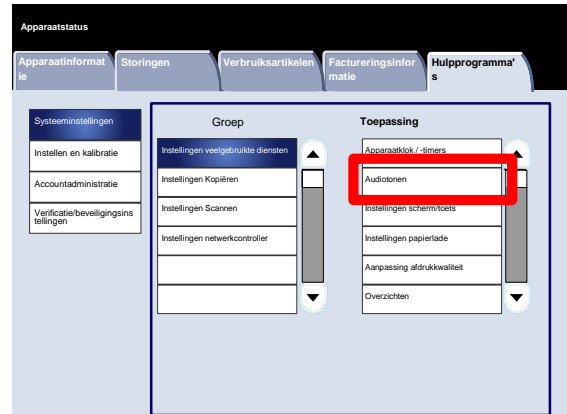 Apparaatstatus
Apparaatinformat
ie
Storingen
Verbruiksartikelen
Factureringsinfor
matie
Hulpprogramma'
s
Systeeminstellingen
Instellen en kalibratie
Accountadministratie
Verificatie/beveiligingsins
tellingen
Groep
Instellingen veelgebruikte diensten
Instellingen Kopiëren
Instellingen Scannen
Instellingen netwerkcontroller
Toepassing
Apparaatklok / -timers
Audiotonen
Instellingen scherm/toets
Instellingen papierlade
Aanpassing afdrukkwaliteit
Overzichten